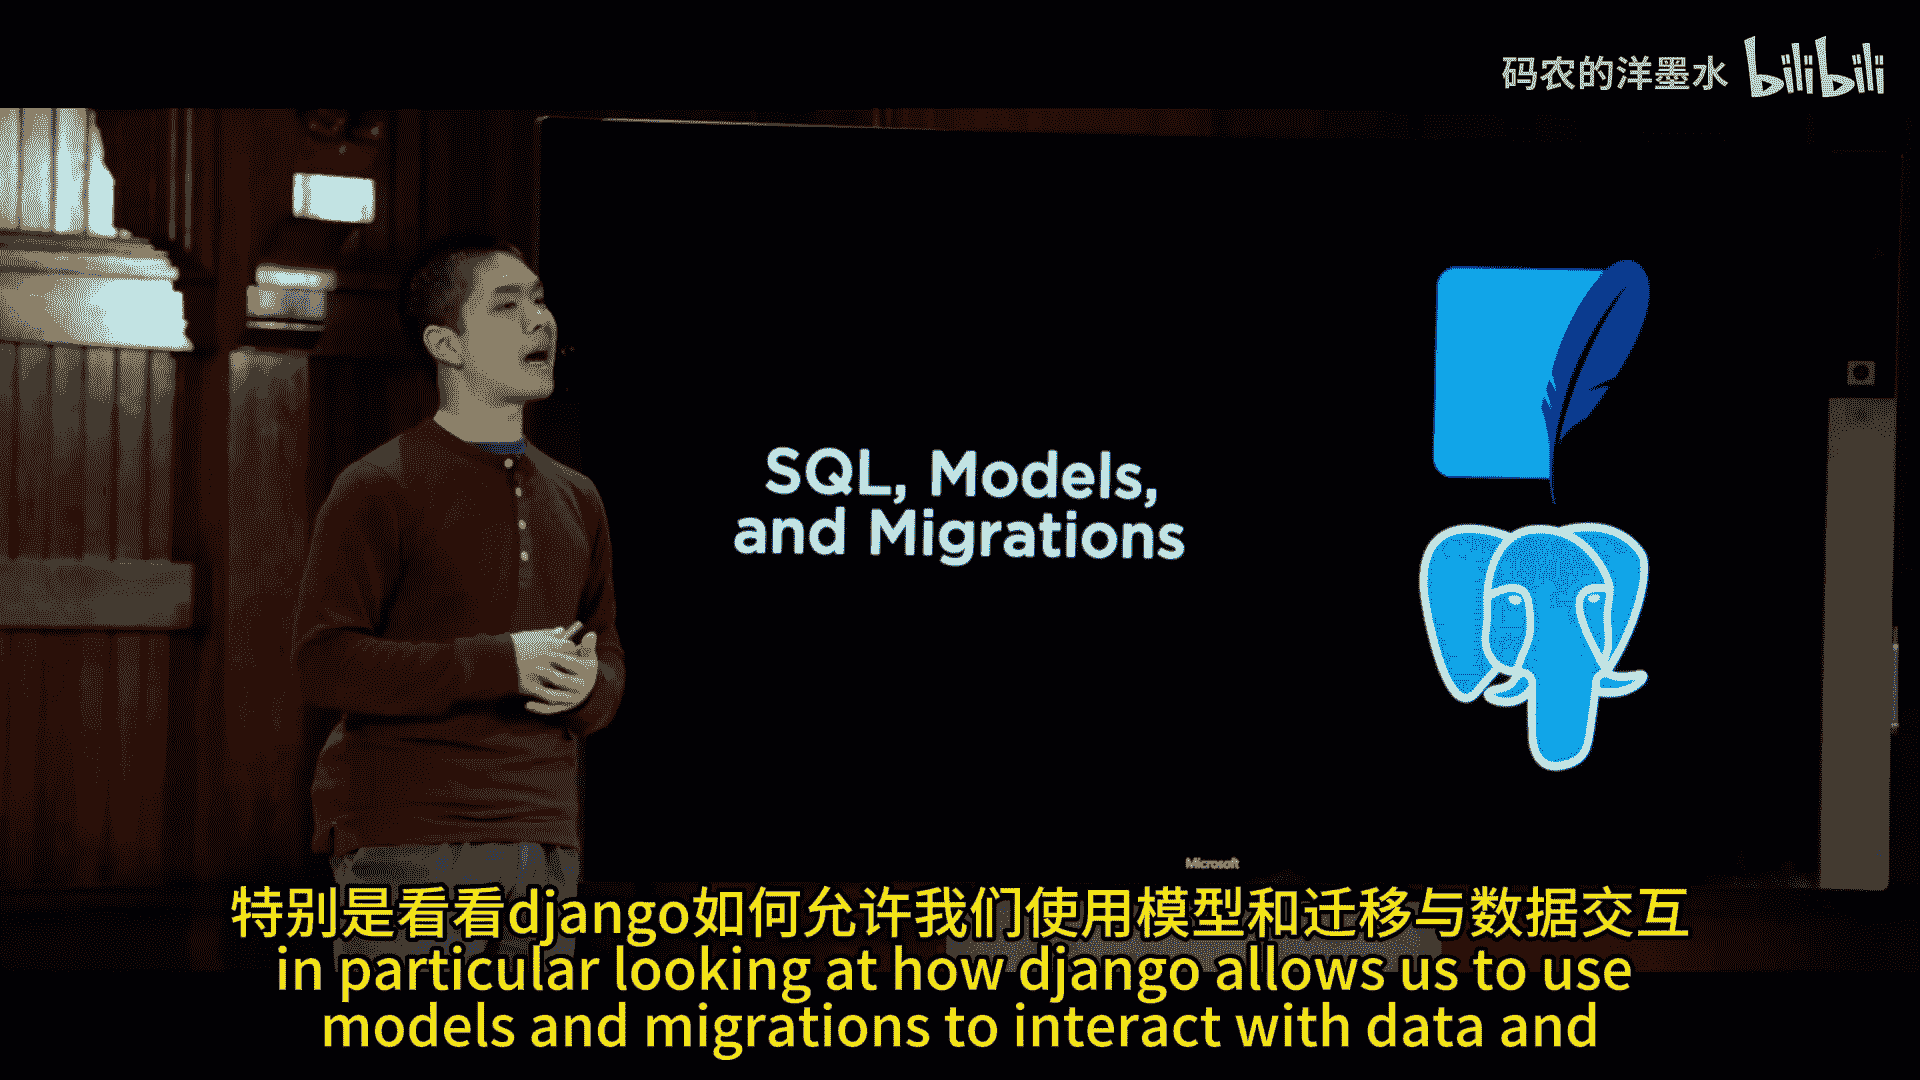 码农的洋墨水 bilibili
SQL, Models,
and Migrations
Microsoft
特别是看看django如何允许我们使用模型和迁移与数据交互
in particular looking at how django allows us to use
models and migrations to interact with data and